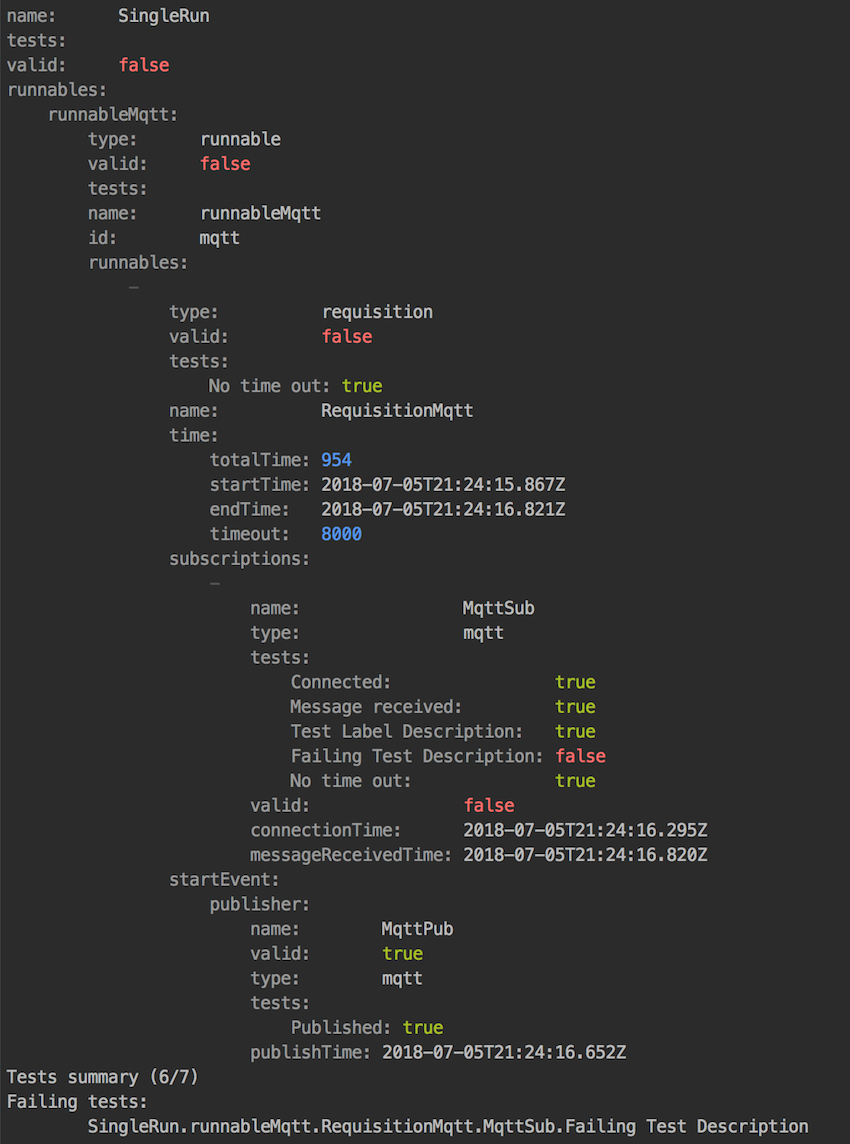 name: SingleRun
tests:
valid: false
runnables:
runnableMqtt:
type: runnable
valid: false
tests:
name: runnableMqtt
id: mqtt
runnables:
–
type: requisition
valid: false
tests:
No time out: true
name: RequisitionMqtt
time:
totalTime: 954
startTime: 2018-07-05T21:24:15.867Z
endTime: 2018-07-05T21:24:16.821Z
timeout: 8000
subscriptions:
–
name: MqttSub
type: mqtt
tests:
Connected: true
Message received: true
Test Label Description: true
Failing Test Description: false
No time out: true
valid: false
connectionTime: 2018-07-05T21:24:16.295Z
messageReceivedTime: 2018-07-05T21:24:16.820Z
startEvent:
publisher:
name: MqttPub
valid: true
type: mqtt
tests:
Published: true
publishTime: 2018-07-05T21:24:16.652Z
Tests summary (6/7)
Failing tests:
SingleRun.runnableMqtt.RequisitionMqtt.MqttSub.Failing Test Description